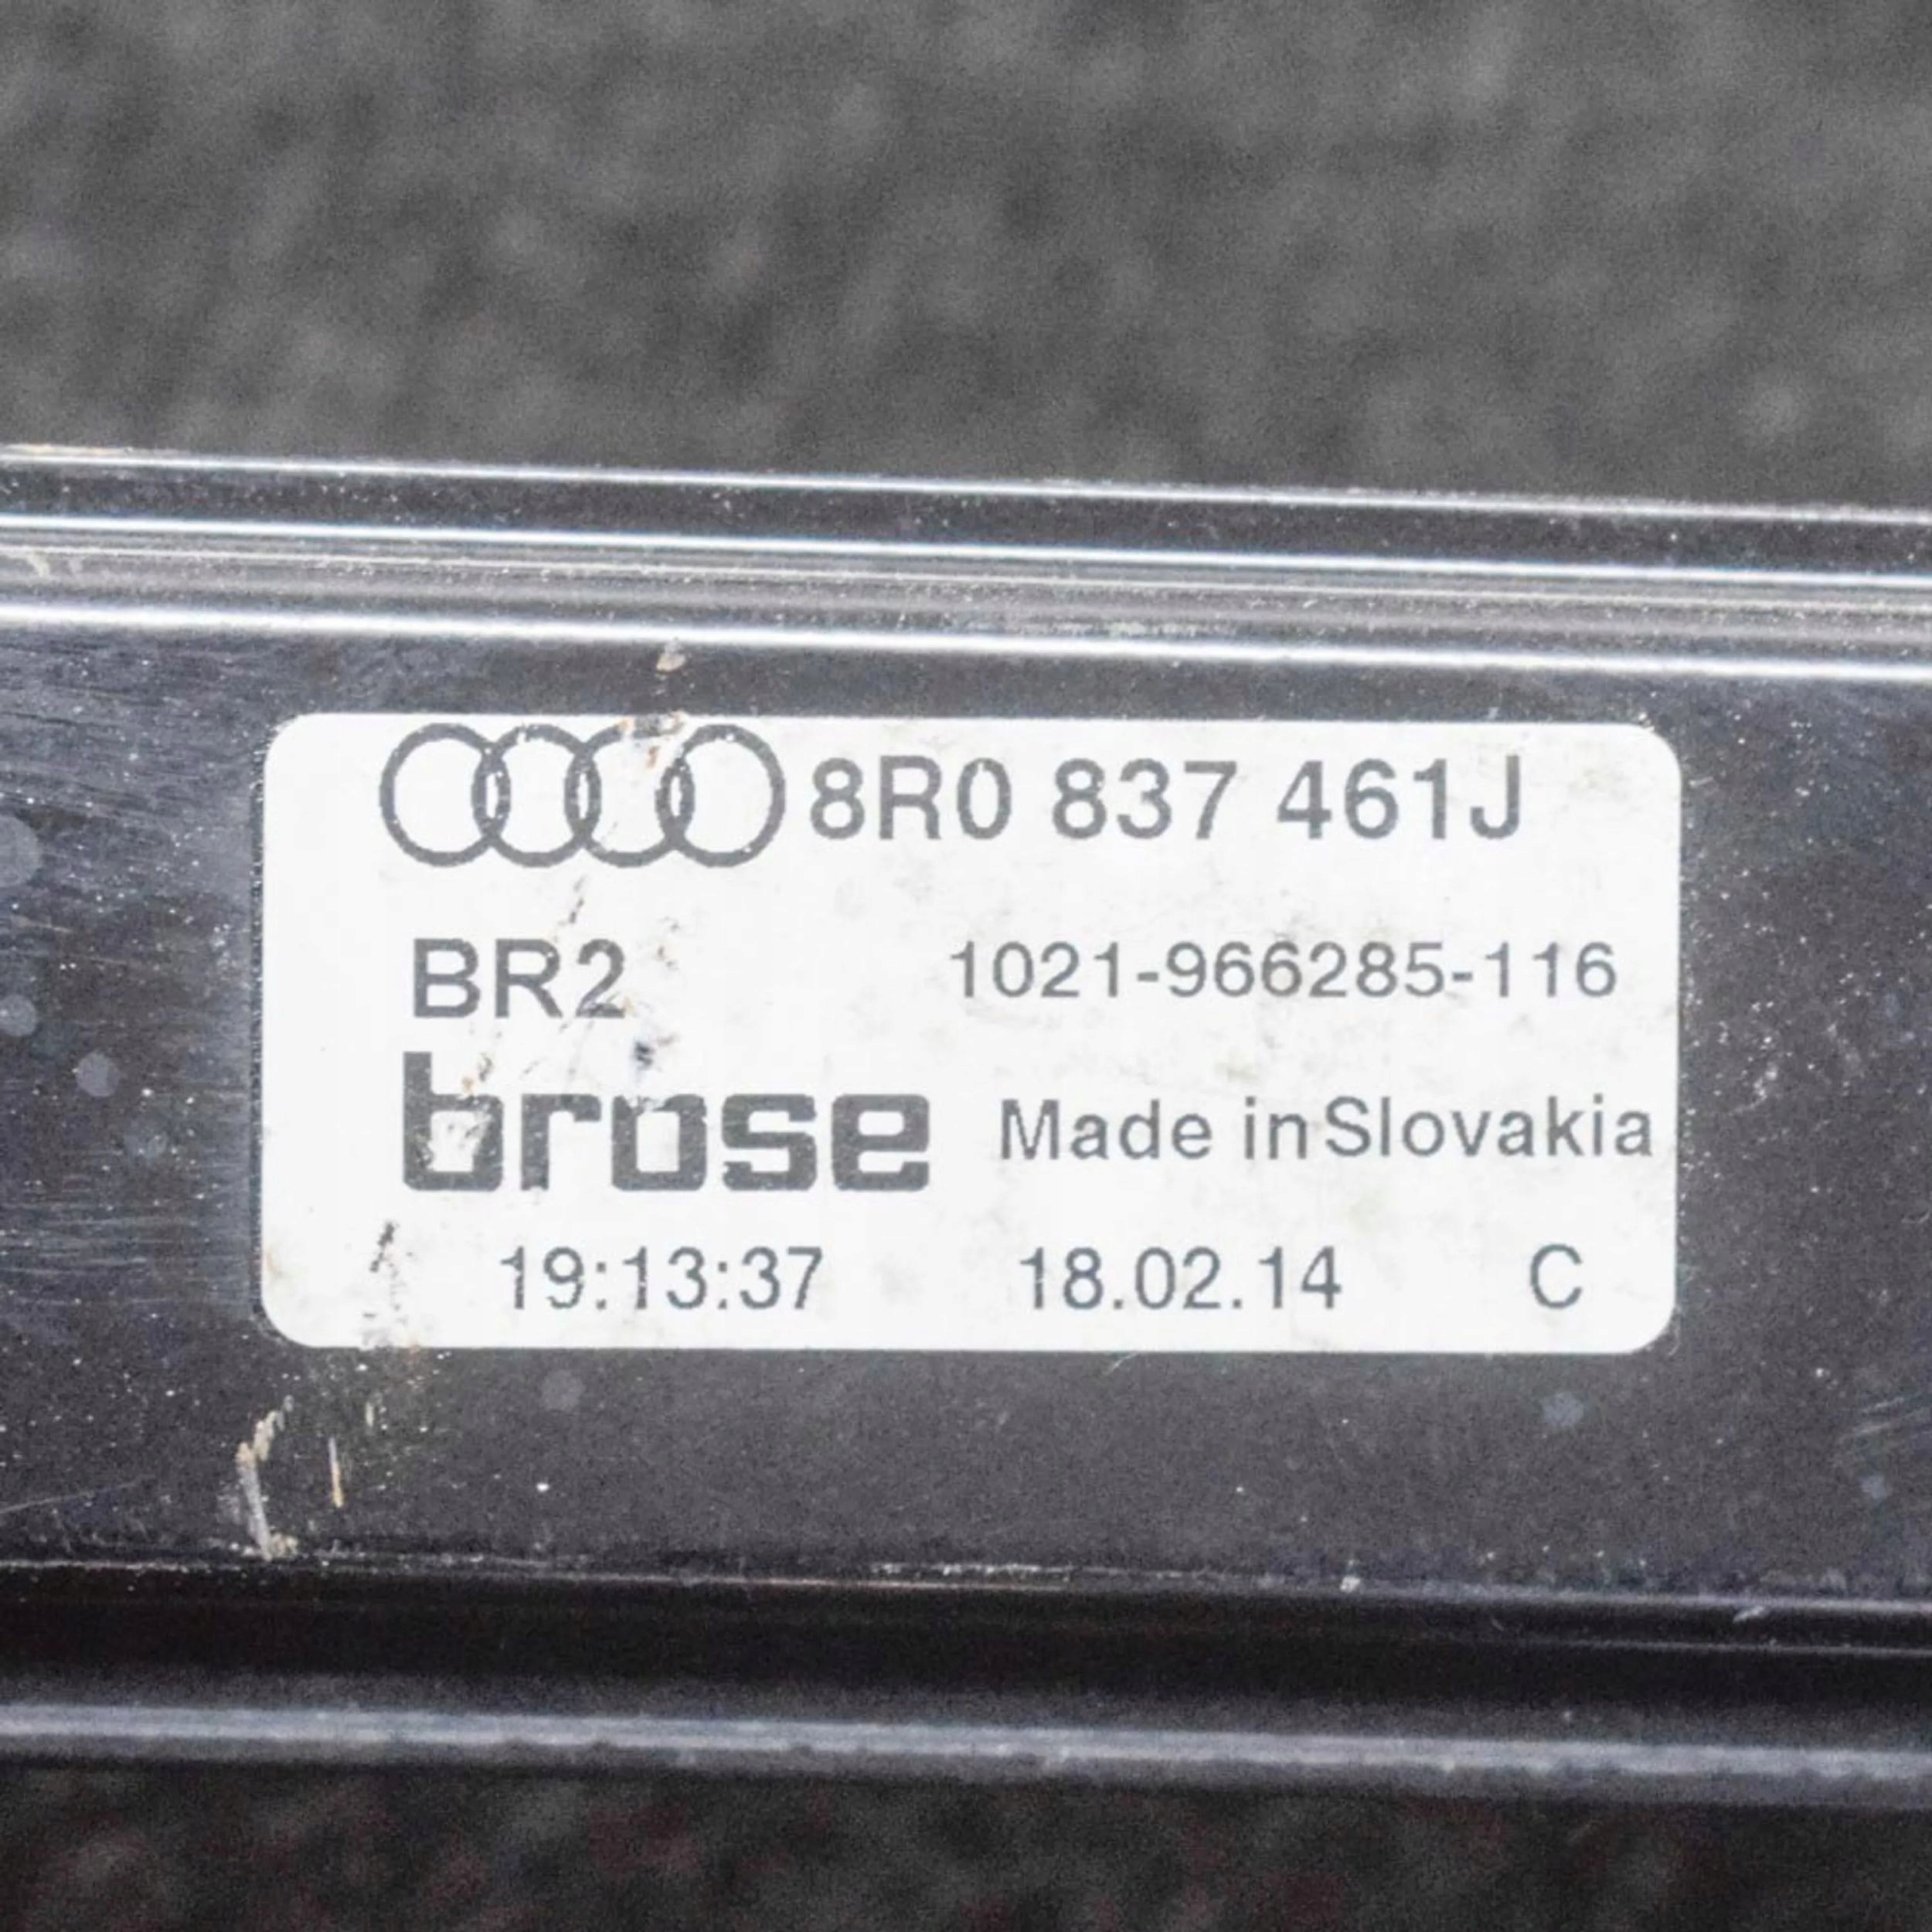 8R0 837 461J
BR2 1021-966285-116
brose Made in Slovakia
19:13:37 18.02.14 C